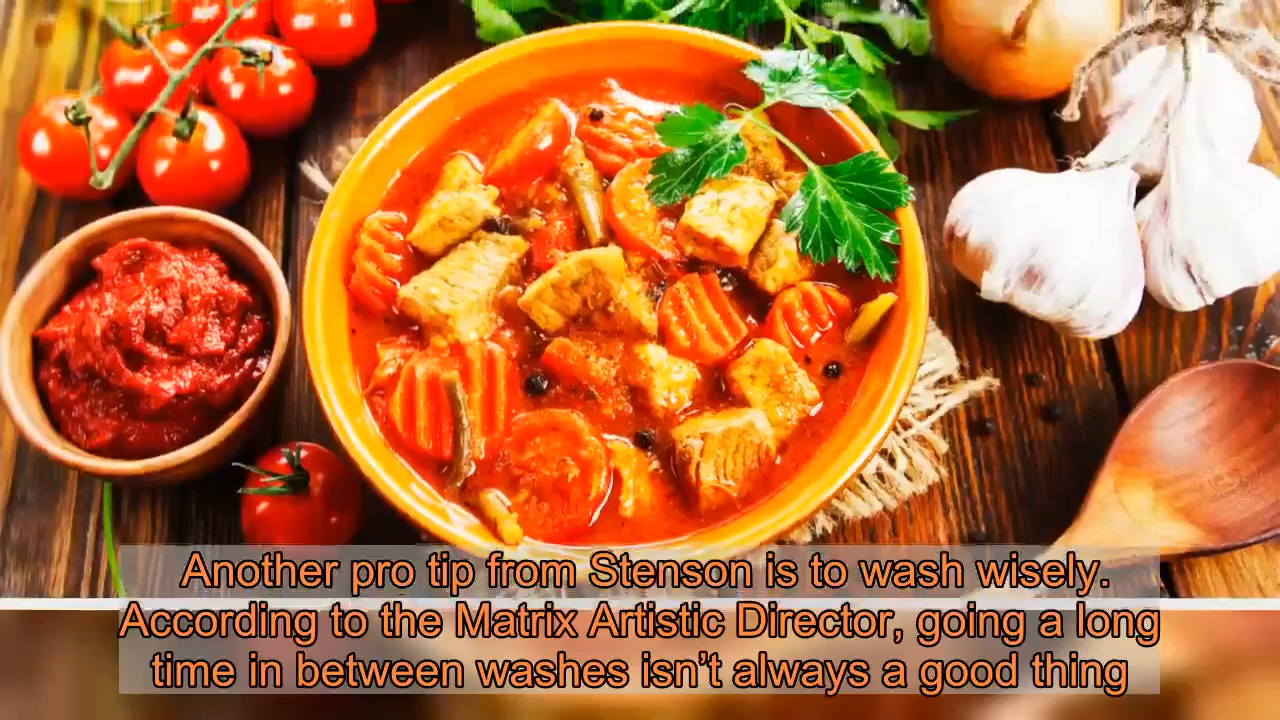 Another pro tip from Stenson is to wash wisely.
According to the Matrix Artistic Director, going a long
time in between washes isn’t always a good thing